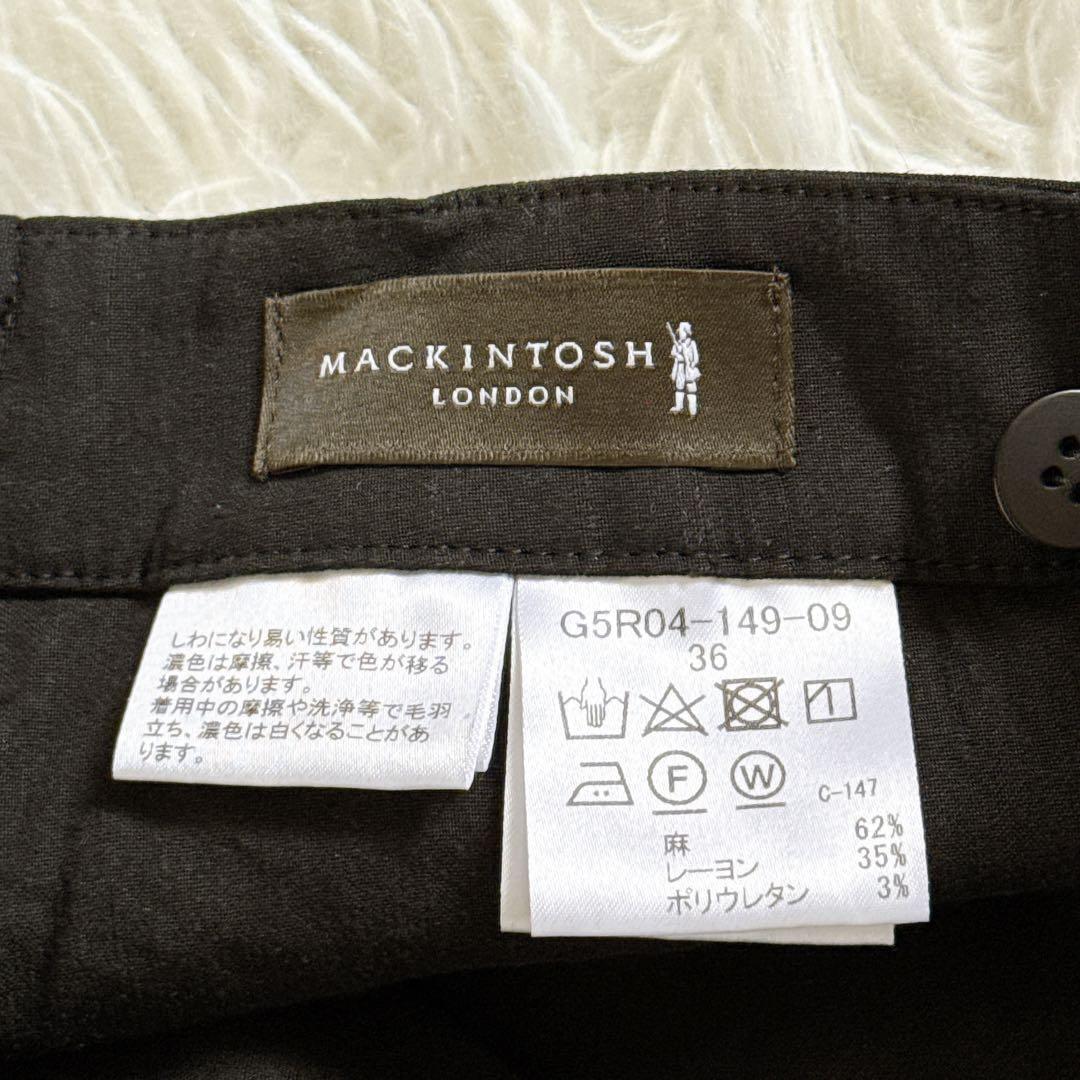 MACKINTOSH
LONDON
しわになり易い性質があります。
濃色は摩擦、汗等で色が移る
場合があります。
着用中の摩擦や洗浄等で毛羽
立ち、濃色は白くなることがあ
ります。
G5R04-149-09
36
1
F W
C-147
麻 62%
レーヨン 35%
ポリウレタン 3%